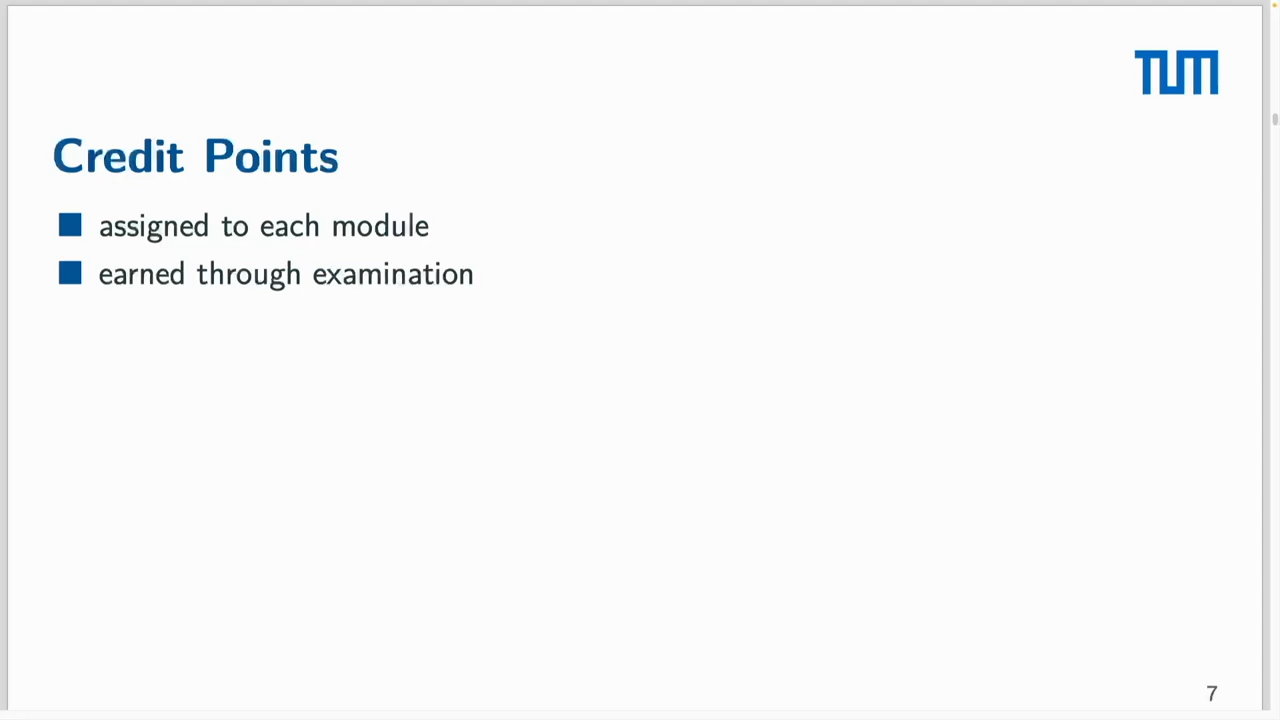 TUM
Credit Points
assigned to each module
earned through examination
7